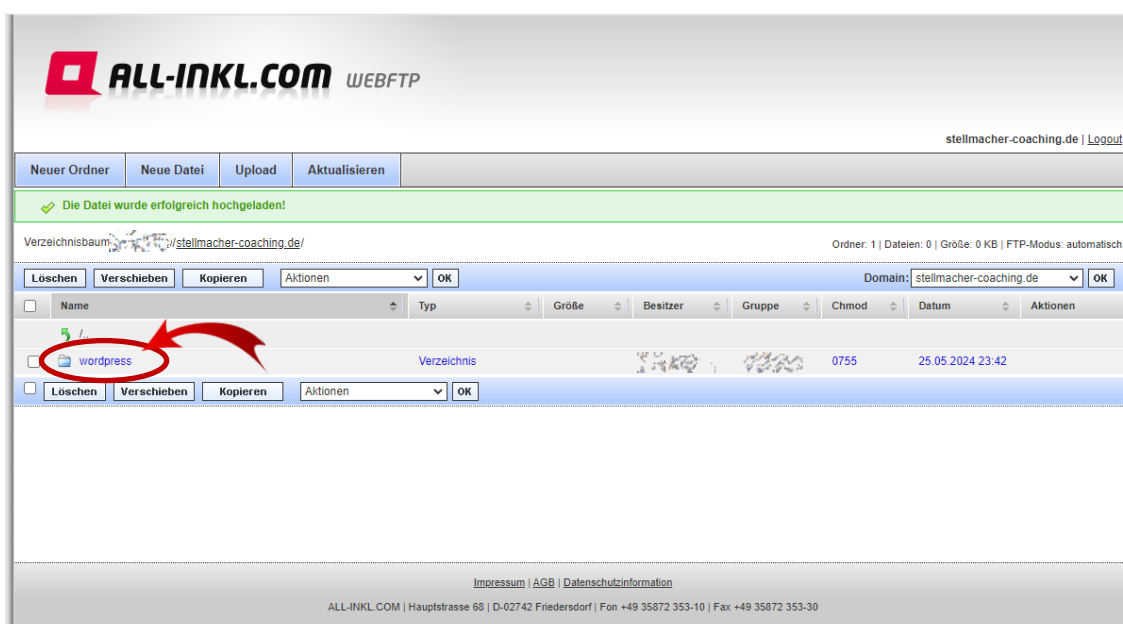 ALL-INKL.COM WEBFTP
stellmacher-coaching.de | Logout
Neuer Ordner Neue Datei Upload Aktualisieren
Die Datei wurde erfolgreich hochgeladen!
Verzeichnisbaum //stellmacher-coaching.de/ Ordner: 1 | Dateien: 0 | Größe: 0 KB | FTP-Modus: automatisch
Löschen Verschieben Kopieren Aktionen OK Domain: stellmacher-coaching.de OK
Name Typ Größe Besitzer Gruppe Chmod Datum Aktionen
/..
wordpress Verzeichnis 0755 25.05.2024 23:42
Löschen Verschieben Kopieren Aktionen OK
Impressum | AGB | Datenschutzinformation
ALL-INKL.COM | Hauptstrasse 68 | D-02742 Friedersdorf | Fon +49 35872 353-10 | Fax +49 35872 353-30